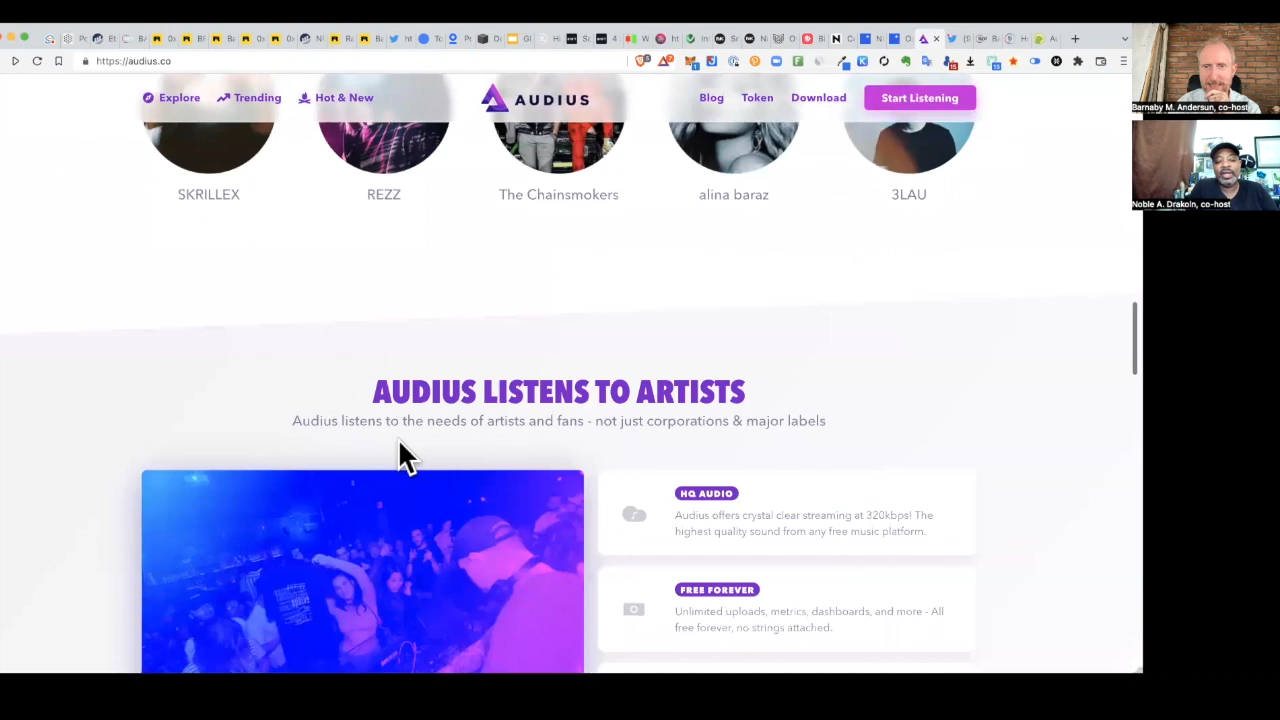 https://audius.co
Explore
Trending
Hot & New
AUDIUS
Blog
Token
Download
Start Listening
SKRILLEX
REZZ
The Chainsmokers
alina baraz
3LAU
AUDIUS LISTENS TO ARTISTS
Audius listens to the needs of artists and fans - not just corporations & major labels
HQ AUDIO
Audius offers crystal clear streaming at 320kbps! The
highest quality sound from any free music platform.
FREE FOREVER
Unlimited uploads, metrics, dashboards, and more - All
free forever, no strings attached.
Barnaby M. Andersun, co-host
Noble A. Drakoln, co-host